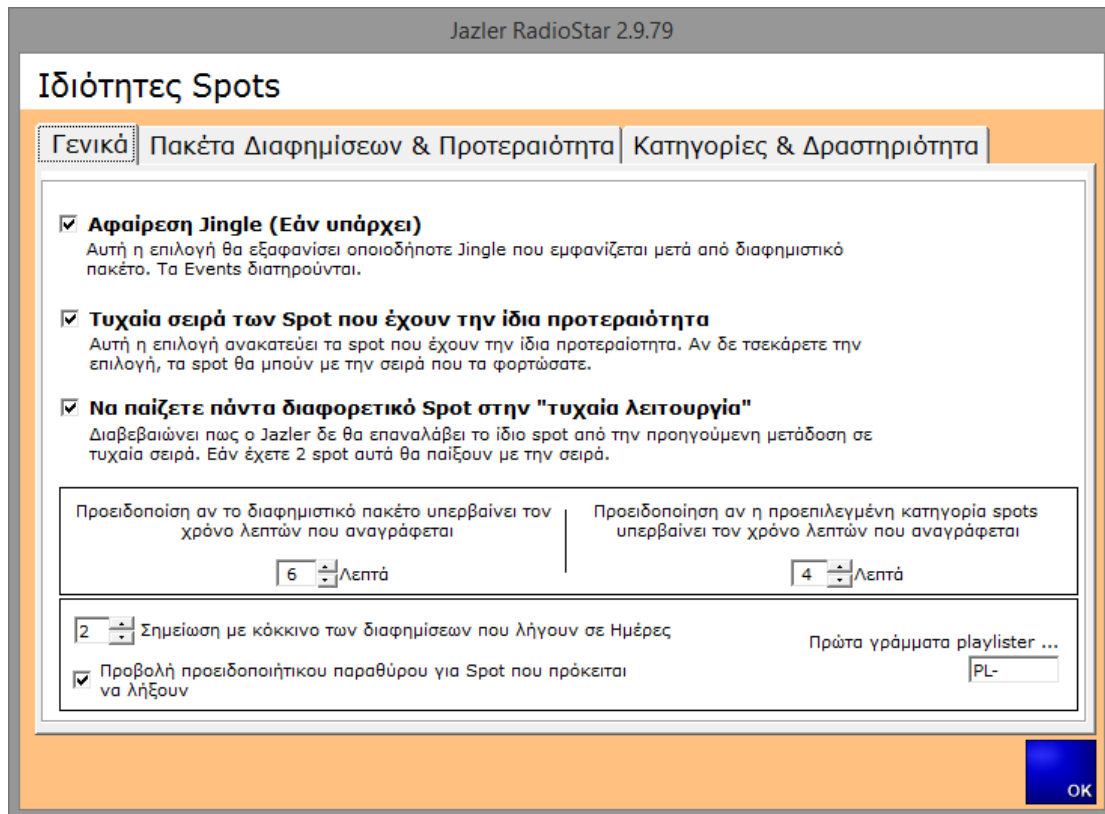 Jazler RadioStar 2.9.79
Ιδιότητες Spots
Γενικά Πακέτα Διαφημίσεων & Προτεραιότητα Κατηγορίες & Δραστηριότητα
Αφαίρεση Jingle (Εάν υπάρχει)
Αυτή η επιλογή θα εξαφανίσει οποιοδήποτε Jingle που εμφανίζεται μετά από διαφημιστικό
πακέτο. Τα Events διατηρούνται.
Τυχαία σειρά των Spot που έχουν την ίδια προτεραιότητα
Αυτή η επιλογή ανακατεύει τα spot που έχουν την ίδια προτεραίοτητα. Αν δε τσεκάρετε την
επιλογή, τα spot θα μπούν με την σειρά που τα φορτώσατε.
Να παίζετε πάντα διαφορετικό Spot στην "τυχαία λειτουργία"
Διαβεβαιώνει πως ο Jazler δε θα επαναλάβει το ίδιο spot από την προηγούμενη μετάδοση σε
τυχαία σειρά. Εάν έχετε 2 spot αυτά θα παίξουν με την σειρά.
Προειδοποίση αν το διαφημιστικό πακέτο υπερβαίνει τον
χρόνο λεπτών που αναγράφεται
6 Λεπτά
Προειδοποίηση αν η προεπιλεγμένη κατηγορία spots
υπερβαίνει τον χρόνο λεπτών που αναγράφεται
4 Λεπτά
2 Σημείωση με κόκκινο των διαφημίσεων που λήγουν σε Ημέρες
Προβολή προειδοποιήτικου παραθύρου για Spot που πρόκειται
να λήξουν
Πρώτα γράμματα playlister ...
PL-
OK